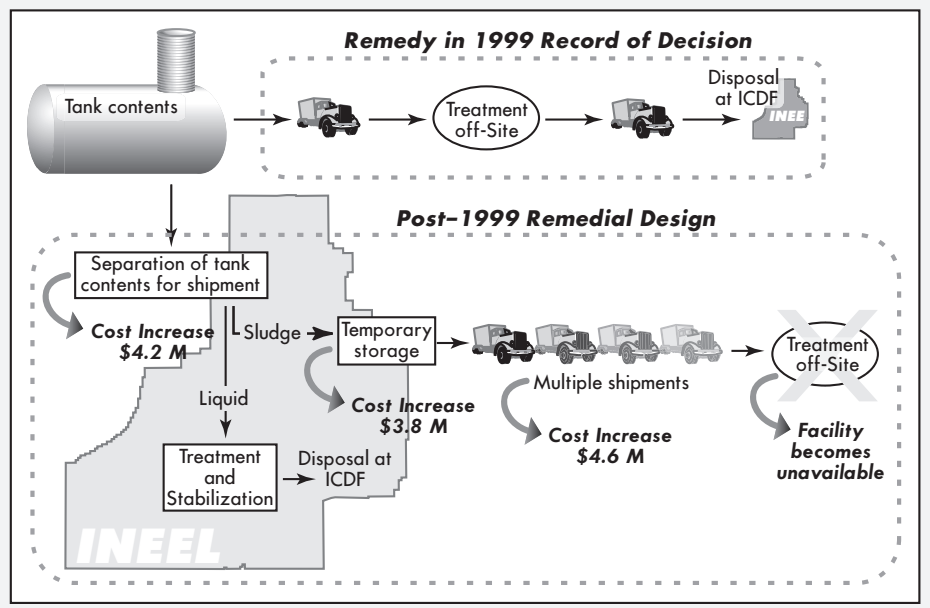 Remedy in 1999 Record of Decision
Tank contents
Treatment
off-Site
Disposal
at ICDF
INEE
Post–1999 Remedial Design
Separation of tank
contents for shipment
Cost Increase
$4.2 M
Sludge
Temporary
storage
Cost Increase
$3.8 M
Multiple shipments
Cost Increase
$4.6 M
Treatment
off-Site
Facility
becomes
unavailable
Liquid
Treatment
and
Stabilization
Disposal at
ICDF
INEEL